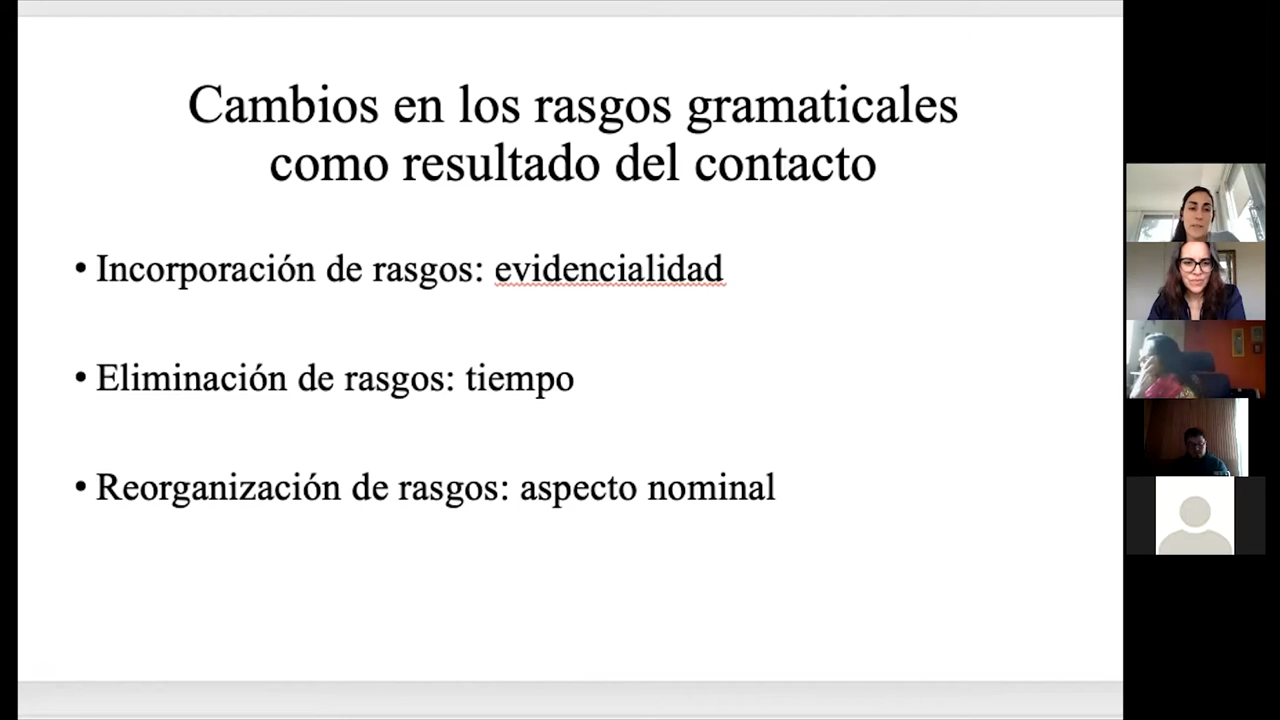 Cambios en los rasgos gramaticales
como resultado del contacto
• Incorporación de rasgos: evidencialidad
• Eliminación de rasgos: tiempo
• Reorganización de rasgos: aspecto nominal